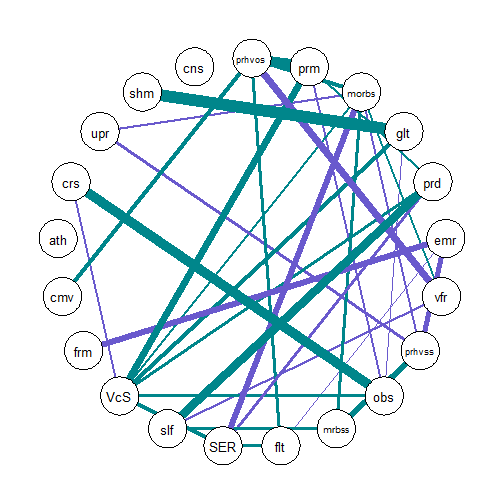 prhvos
cns
prm
morbs
shm
glt
upr
prd
crs
emr
ath
vfr
cmv
prhvss
frm
obs
VcS
mrbss
slf
flt
SER